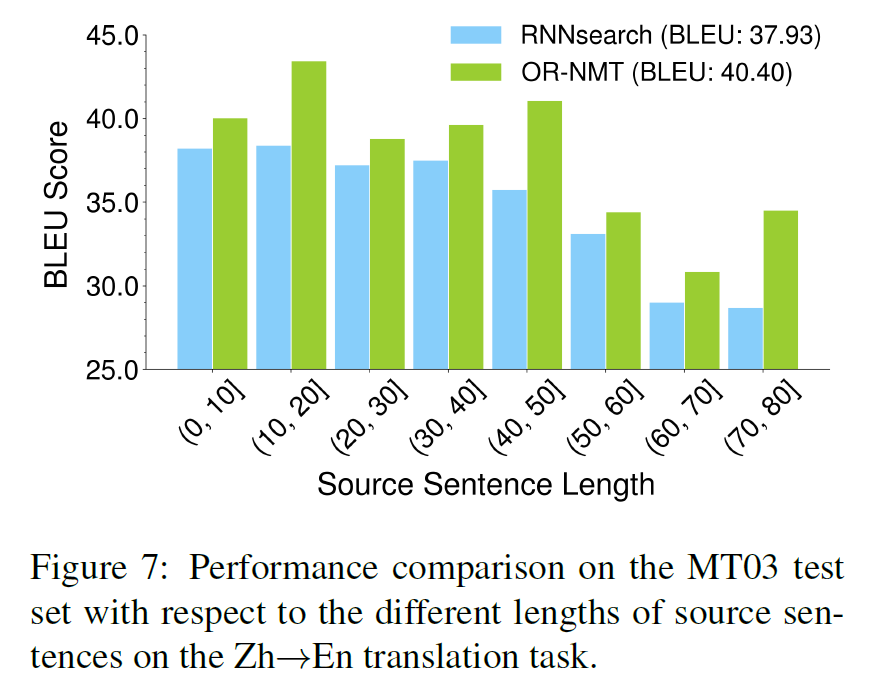 45.0
RNNsearch (BLEU: 37.93)
OR-NMT (BLEU: 40.40)
40.0
35.0
30.0
25.0
BLEU Score
(0, 10]
(10, 20]
(20, 30]
(30, 40]
(40, 50]
(50, 60]
(60, 70]
(70, 80]
Source Sentence Length
Figure 7: Performance comparison on the MT03 test
set with respect to the different lengths of source sen-
tences on the Zh→En translation task.